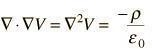 ∇ · ∇V = ∇²V = −ρ/ε₀